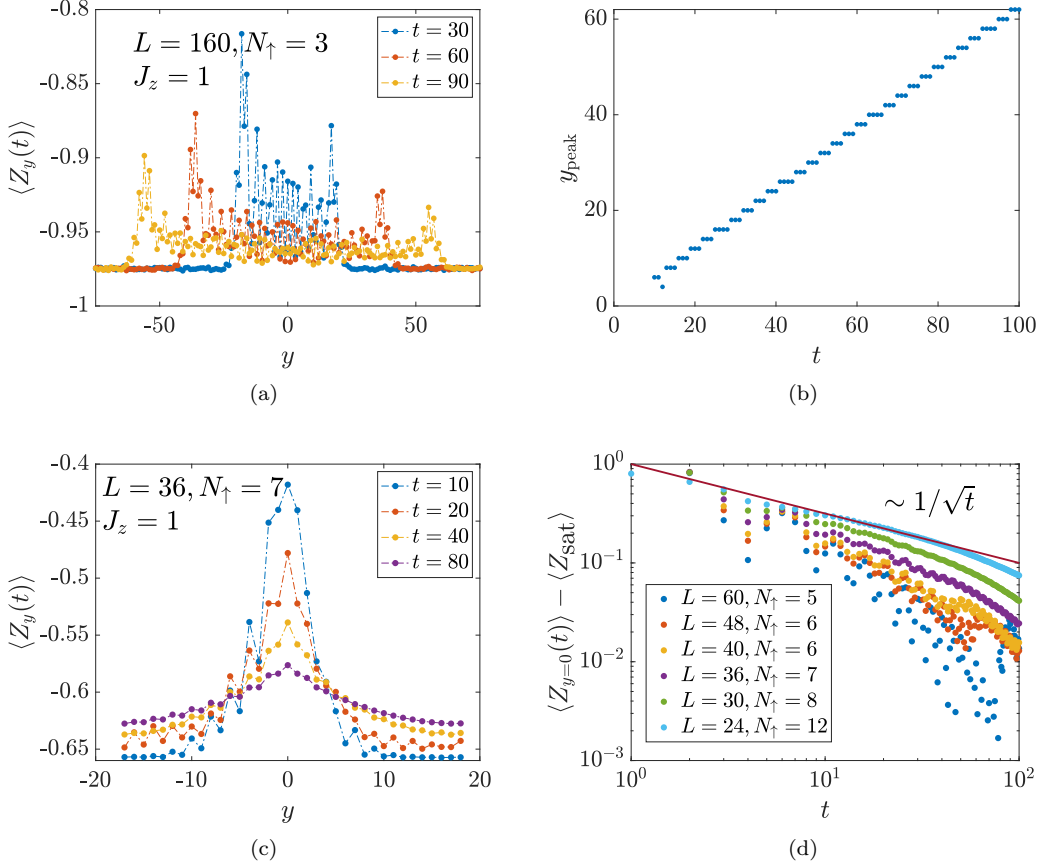 -0.8
-0.85
-0.9
-0.95
-1
⟨Z_y(t)⟩
L = 160, N_↑ = 3
J_z = 1
t = 30
t = 60
t = 90
-50 0 50
y
(a)
60
40
20
0
y_peak
0 20 40 60 80 100
t
(b)
-0.4
-0.45
-0.5
-0.55
-0.6
-0.65
⟨Z_y(t)⟩
L = 36, N_↑ = 7
J_z = 1
t = 10
t = 20
t = 40
t = 80
-20 -10 0 10 20
y
(c)
10^0
10^-1
10^-2
10^-3
⟨Z_{y=0}(t)⟩ − ⟨Z_sat⟩
∼ 1/√t
L = 60, N_↑ = 5
L = 48, N_↑ = 6
L = 40, N_↑ = 6
L = 36, N_↑ = 7
L = 30, N_↑ = 8
L = 24, N_↑ = 12
10^0 10^1 10^2
t
(d)